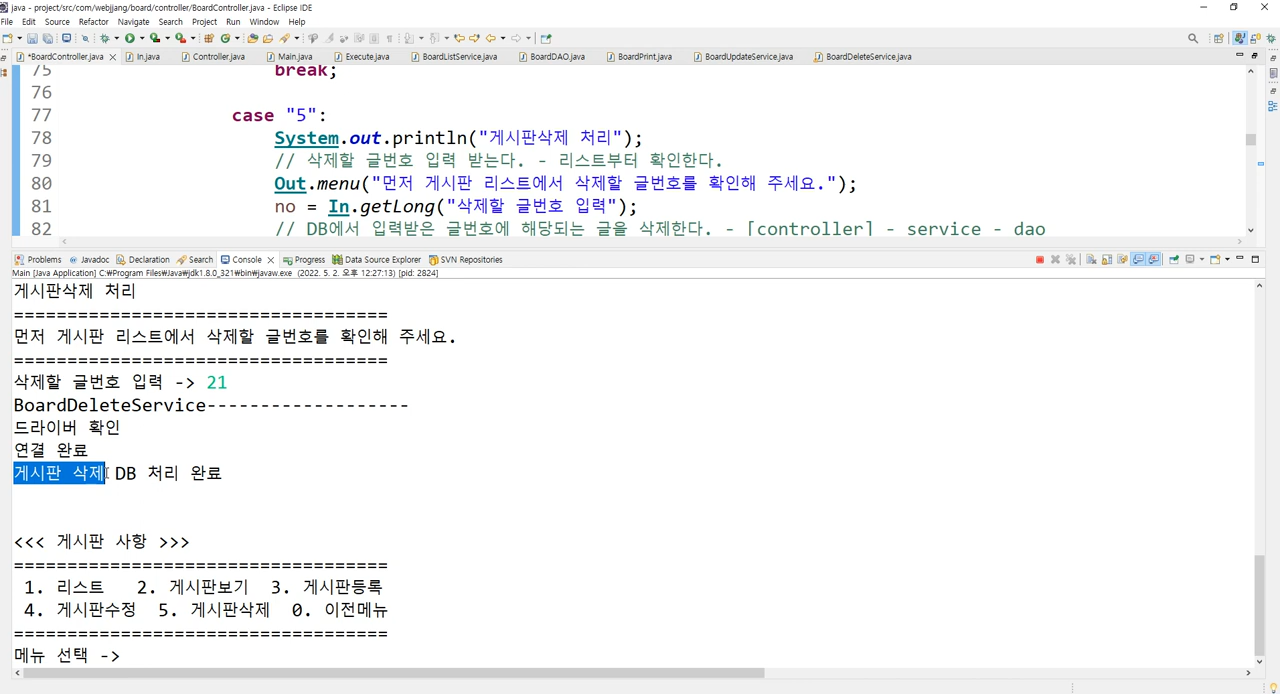 java - project/src/com/webjjang/board/controller/BoardController.java - Eclipse IDE
File Edit Source Refactor Navigate Search Project Run Window Help
*BoardController.java In.java Controller.java Main.java Execute.java BoardListService.java BoardDAO.java BoardPrint.java BoardUpdateService.java BoardDeleteService.java
75 break;
76
77 case "5":
78 System.out.println("게시판삭제 처리");
79 // 삭제할 글번호 입력 받는다. - 리스트부터 확인한다.
80 Out.menu("먼저 게시판 리스트에서 삭제할 글번호를 확인해 주세요.");
81 no = In.getLong("삭제할 글번호 입력");
82 // DB에서 입력받은 글번호에 해당되는 글을 삭제한다. - [controller] - service - dao
Problems Javadoc Declaration Search Console Progress Data Source Explorer SVN Repositories
Main [Java Application] C:₩Program Files₩Java₩jdk1.8.0_321₩bin₩javaw.exe (2022. 5. 2. 오후 12:27:13) [pid: 2824]
게시판삭제 처리
===================================
먼저 게시판 리스트에서 삭제할 글번호를 확인해 주세요.
===================================
삭제할 글번호 입력 -> 21
BoardDeleteService-------------------
드라이버 확인
연결 완료
게시판 삭제 DB 처리 완료
<<< 게시판 사항 >>>
===================================
1. 리스트 2. 게시판보기 3. 게시판등록
4. 게시판수정 5. 게시판삭제 0. 이전메뉴
===================================
메뉴 선택 ->